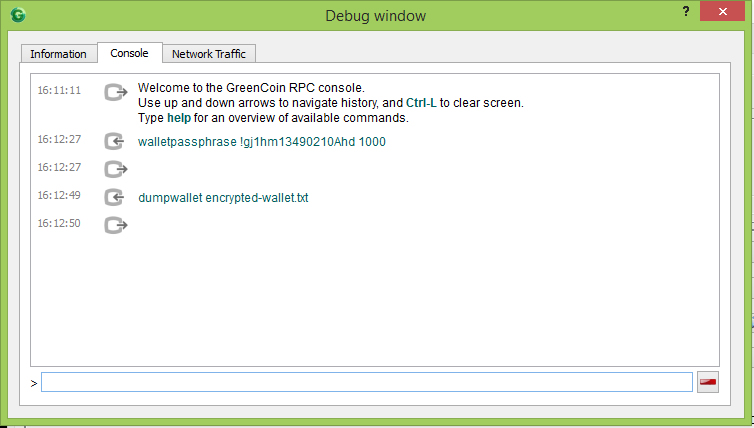 Debug window
?
Information Console Network Traffic
16:11:11 Welcome to the GreenCoin RPC console.
Use up and down arrows to navigate history, and Ctrl-L to clear screen.
Type help for an overview of available commands.
16:12:27 walletpassphrase !gj1hm13490210Ahd 1000
16:12:27
16:12:49 dumpwallet encrypted-wallet.txt
16:12:50
>